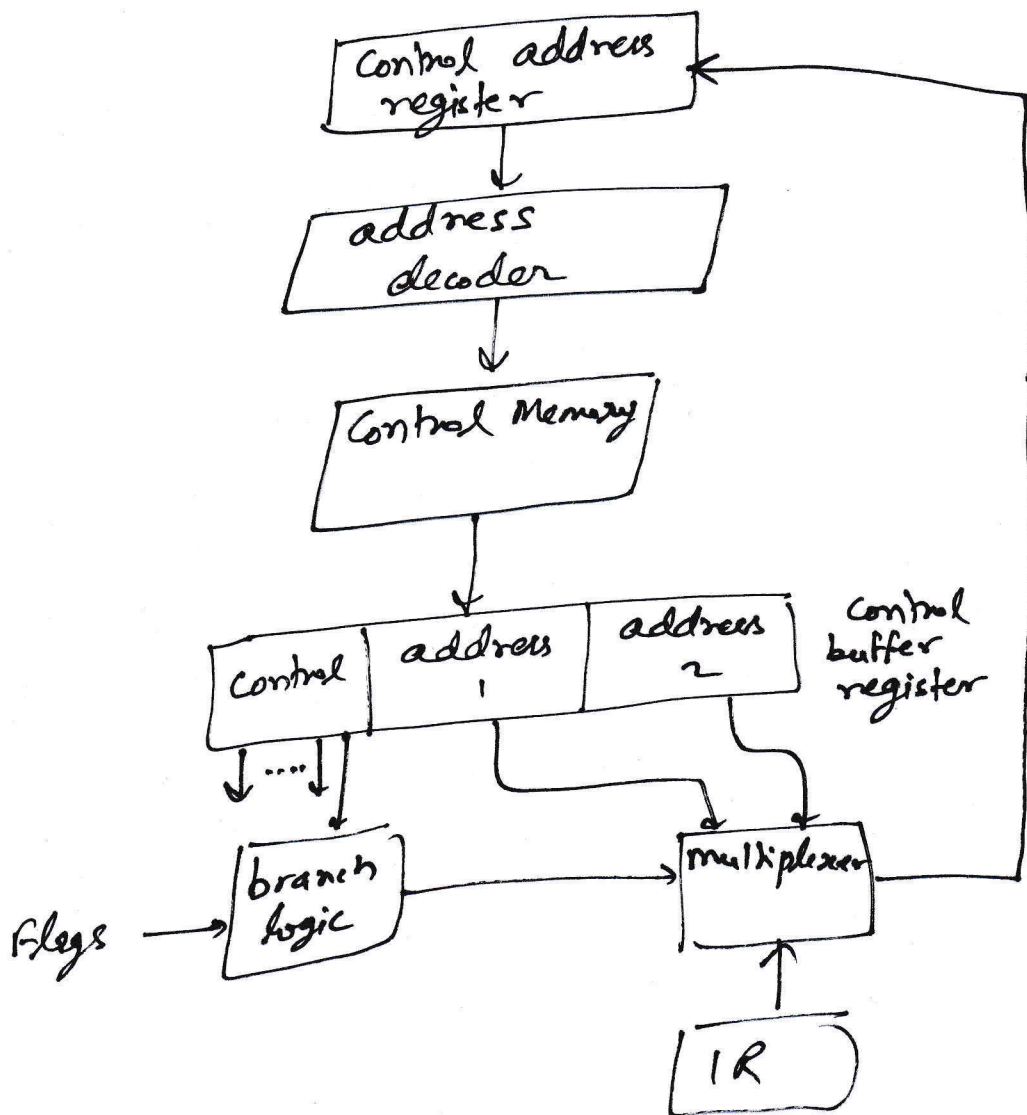 Control address
register
address
decoder
Control Memory
control
address
1
address
2
control
buffer
register
.....
branch
logic
multiplexer
Flags
IR